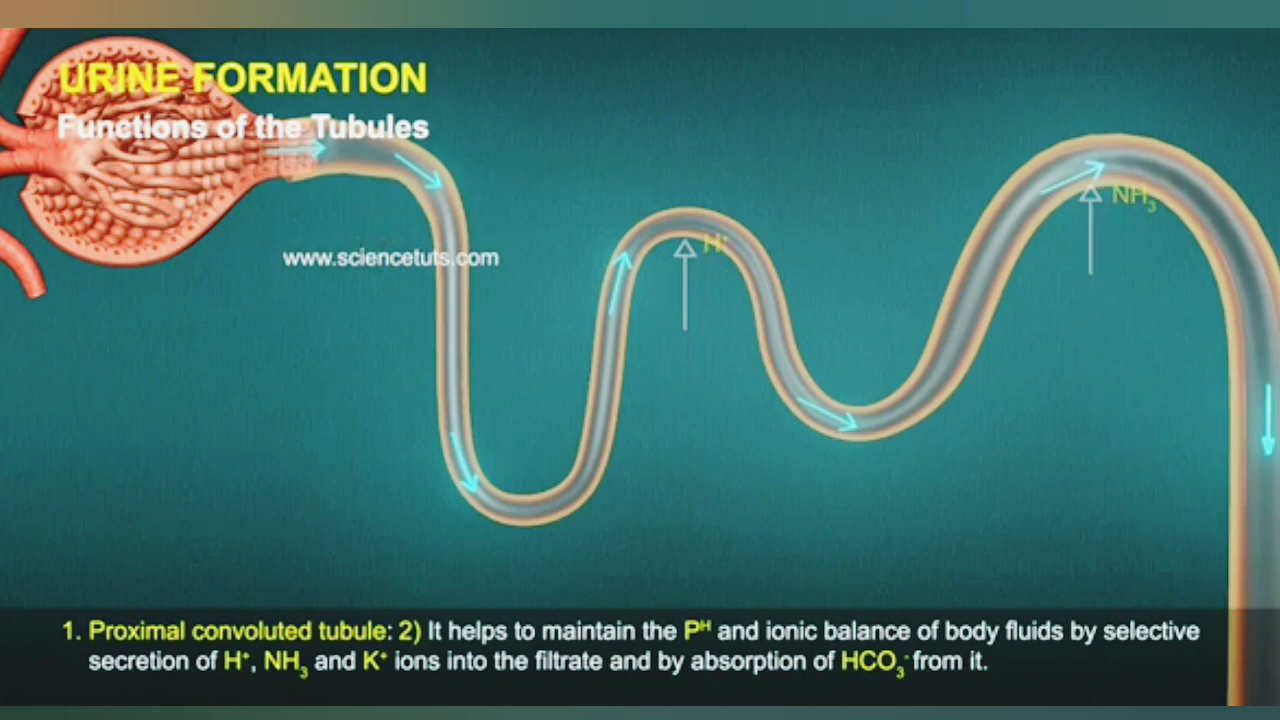 URINE FORMATION
Functions of the Tubules
NH₃
H⁺
www.sciencetuts.com
1. Proximal convoluted tubule: 2) It helps to maintain the Pᴴ and ionic balance of body fluids by selective
secretion of H⁺, NH₃ and K⁺ ions into the filtrate and by absorption of HCO₃⁻ from it.